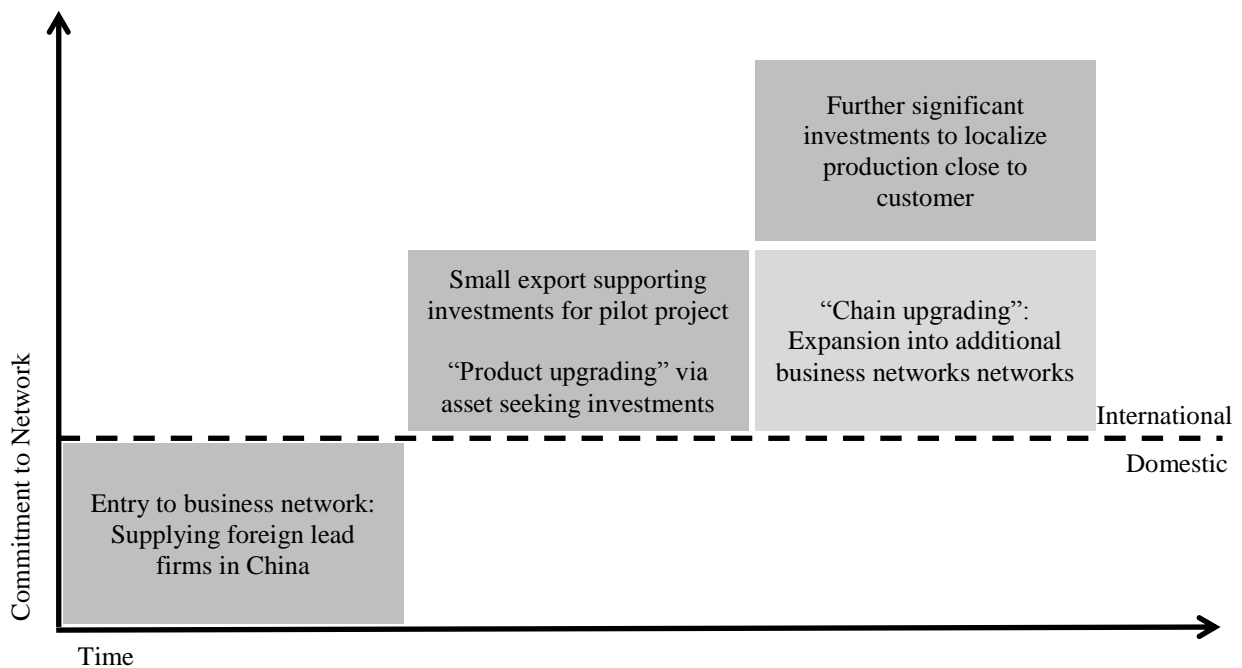 Further significant
investments to localize
production close to
customer
Small export supporting
investments for pilot project
“Product upgrading” via
asset seeking investments
“Chain upgrading”:
Expansion into additional
business networks networks
International
Domestic
Entry to business network:
Supplying foreign lead
firms in China
Commitment to Network
Time